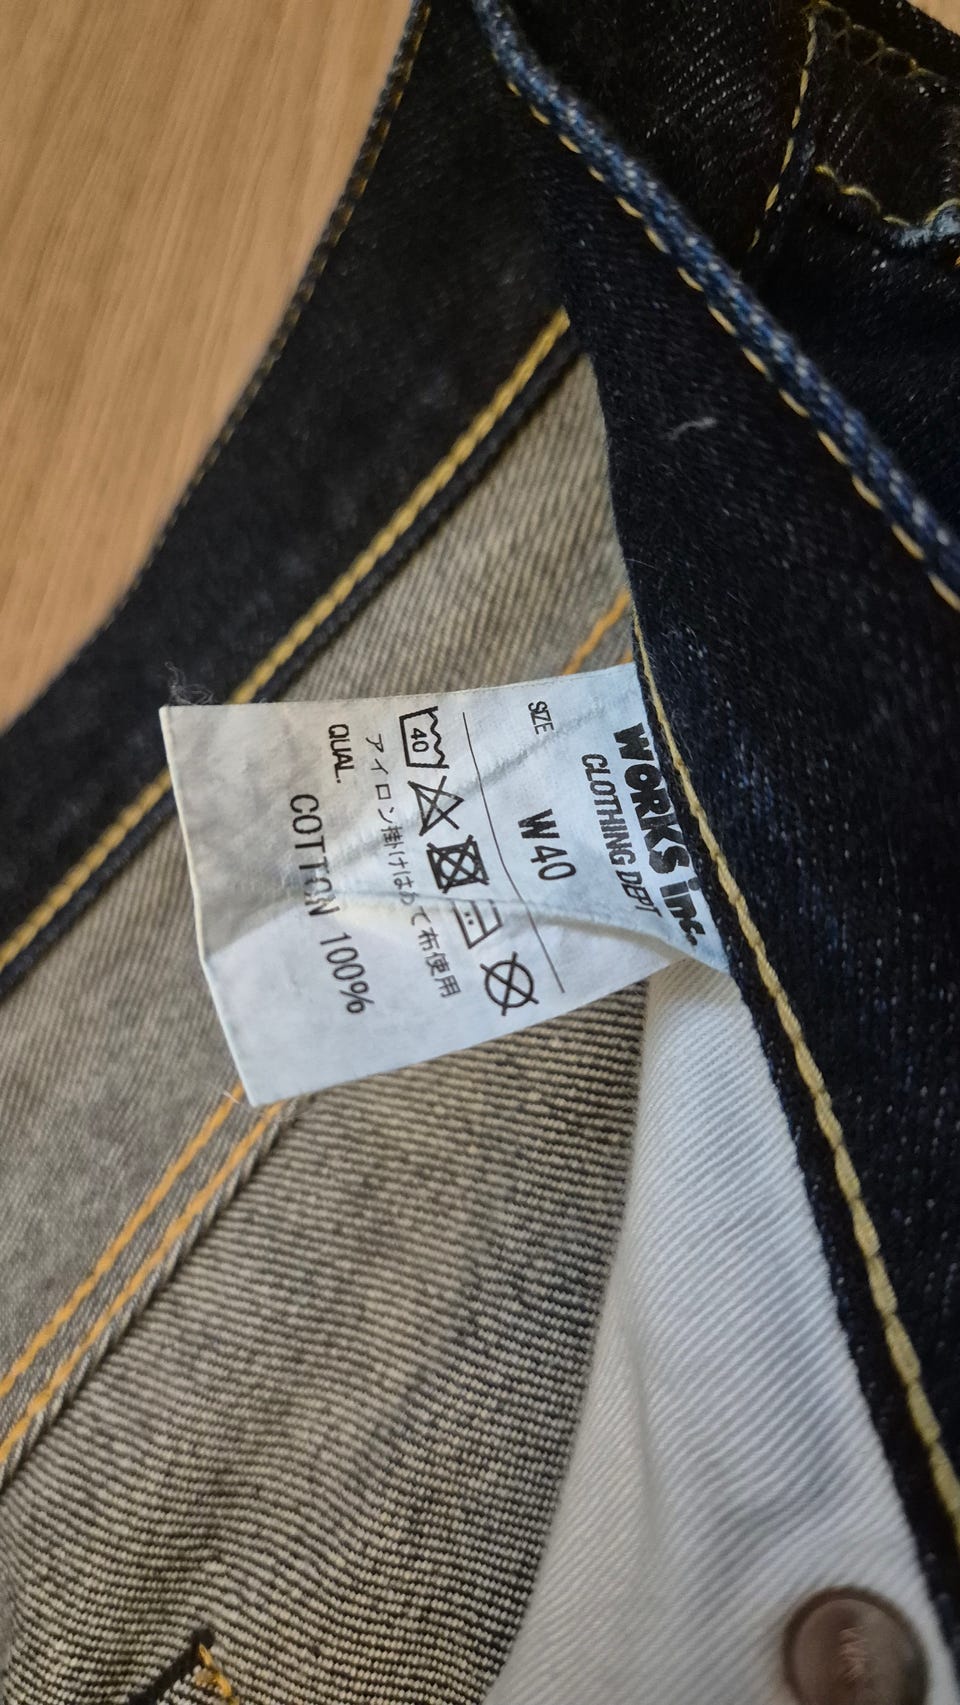 WORKS inc.
CLOTHING DEPT
SIZE
W40
40
アイロン掛けはあて布使用
QUAL.
COTTON 100%